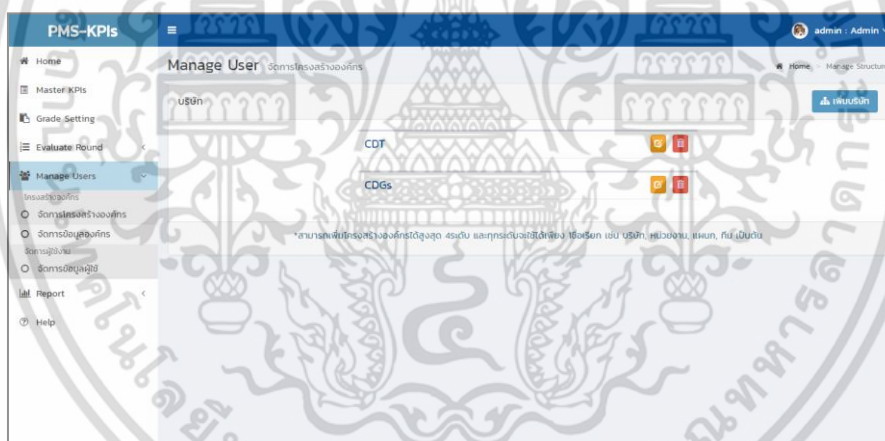 PMS-KPIs
admin : Admin
Home
Manage User จัดการโครงสร้างองค์กร
Home > Manage Structure
Master KPIs
บริษัท
เพิ่มบริษัท
Grade Setting
Evaluate Round
CDT
Manage Users
CDGs
โครงสร้างองค์กร
จัดการโครงสร้างองค์กร
จัดการข้อมูลองค์กร
*สามารถเพิ่มโครงสร้างองค์กรได้สูงสุด 4ระดับ และทุกระดับจะใช้ได้เพียง 1ชื่อเรียก เช่น บริษัท, หน่วยงาน, แผนก, ทีม เป็นต้น
จัดการผู้ใช้งาน
จัดการข้อมูลผู้ใช้
Report
Help